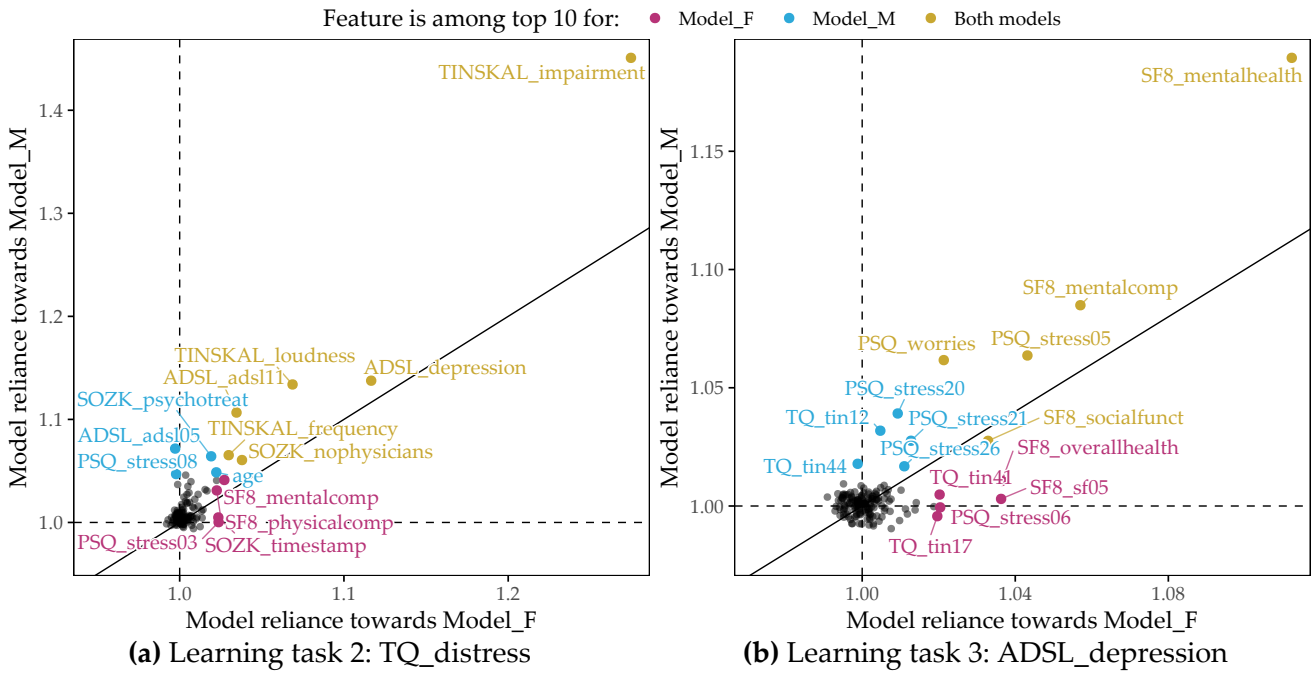 Feature is among top 10 for: Model_F Model_M Both models
Model reliance towards Model_M
1.4
1.3
1.2
1.1
1.0
TINSKAL_impairment
TINSKAL_loudness
ADSL_depression
ADSL_adsl11
SOZK_psychotreat
TINSKAL_frequency
ADSL_adsl05
SOZK_nophysicians
PSQ_stress08
age
SF8_mentalcomp
SF8_physicalcomp
PSQ_stress03
SOZK_timestamp
1.0
1.1
1.2
Model reliance towards Model_F
(a) Learning task 2: TQ_distress
Model reliance towards Model_M
1.15
1.10
1.05
1.00
SF8_mentalhealth
SF8_mentalcomp
PSQ_worries
PSQ_stress05
PSQ_stress20
TQ_tin12
PSQ_stress21
SF8_socialfunct
PSQ_stress26
SF8_overallhealth
TQ_tin44
TQ_tin41
SF8_sf05
PSQ_stress06
TQ_tin17
1.00
1.04
1.08
Model reliance towards Model_F
(b) Learning task 3: ADSL_depression